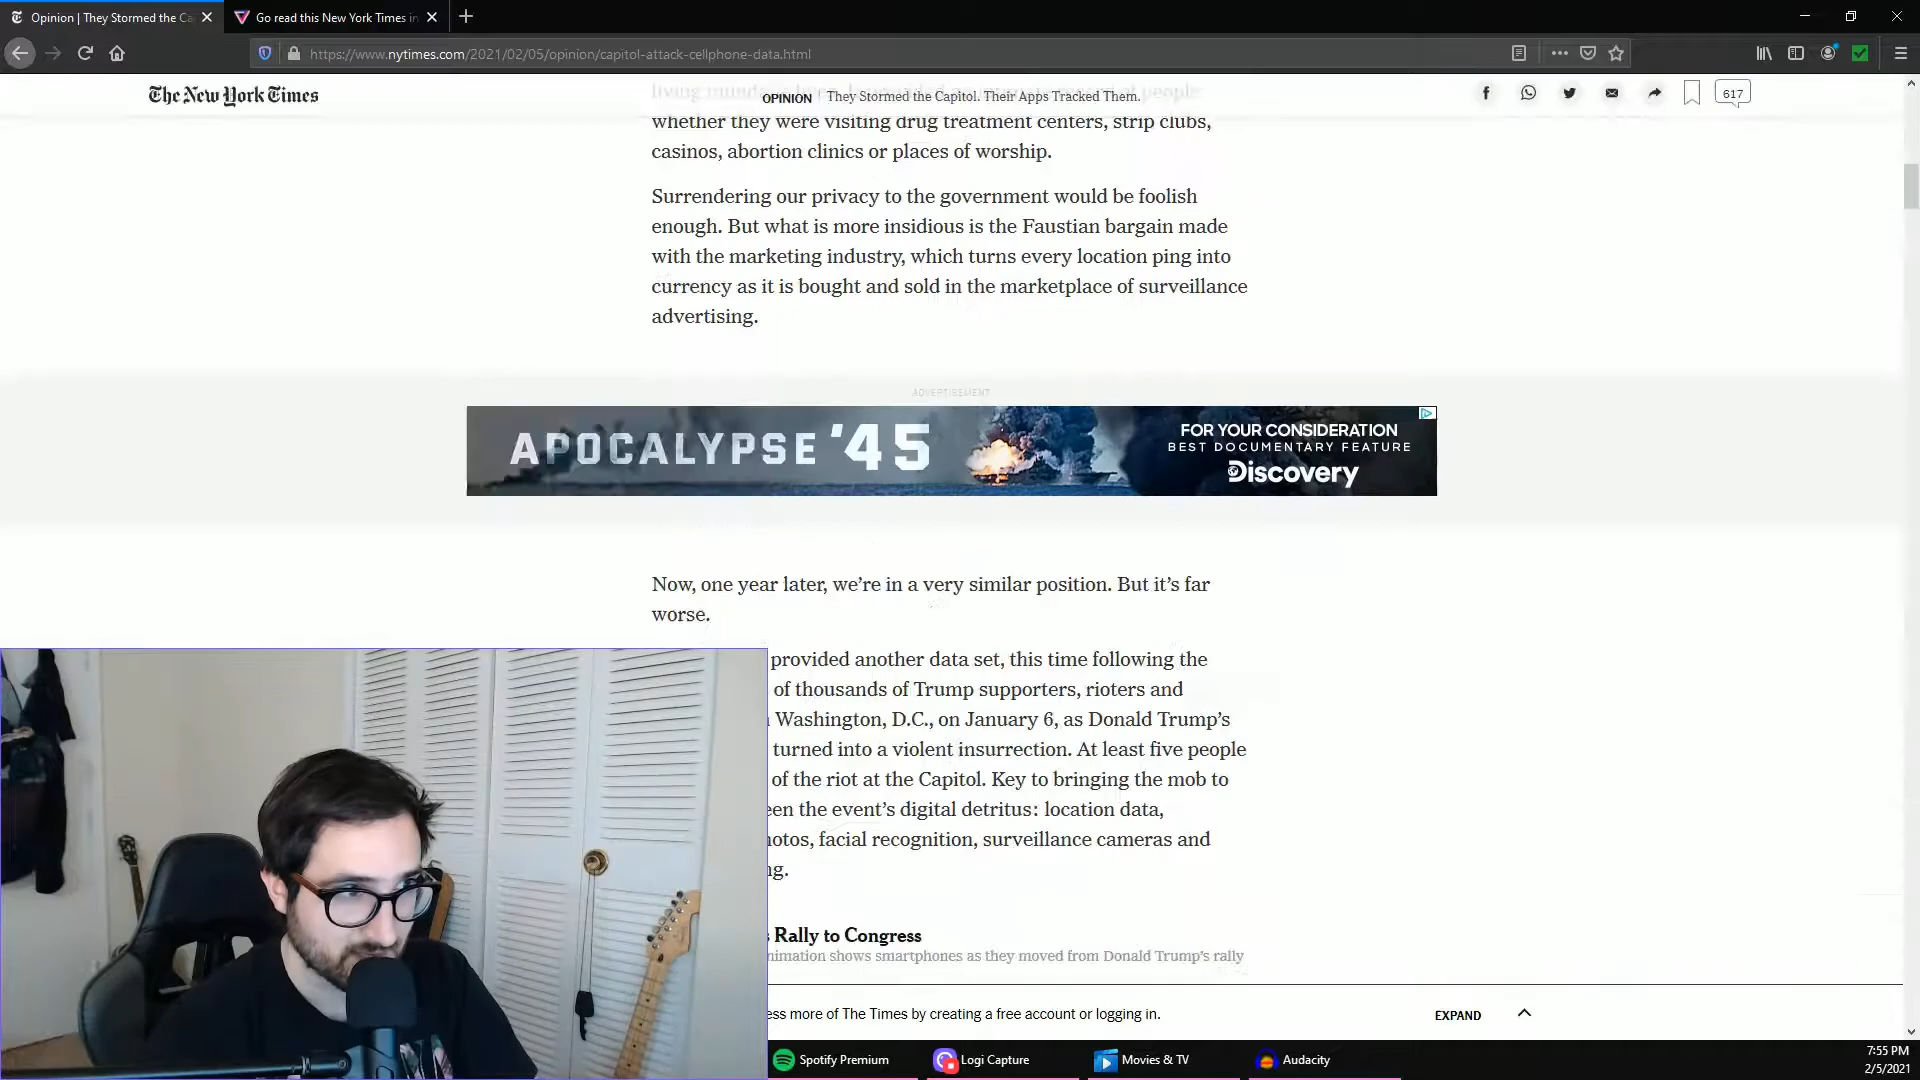 Opinion | They Stormed the Ca
Go read this New York Times in
https://www.nytimes.com/2021/02/05/opinion/capitol-attack-cellphone-data.html
The New York Times
OPINION | They Stormed the Capitol. Their Apps Tracked Them.
617
whether they were visiting drug treatment centers, strip clubs,
casinos, abortion clinics or places of worship.
Surrendering our privacy to the government would be foolish
enough. But what is more insidious is the Faustian bargain made
with the marketing industry, which turns every location ping into
currency as it is bought and sold in the marketplace of surveillance
advertising.
ADVERTISEMENT
APOCALYPSE '45
FOR YOUR CONSIDERATION
BEST DOCUMENTARY FEATURE
Discovery
Now, one year later, we're in a very similar position. But it's far
worse.
provided another data set, this time following the
of thousands of Trump supporters, rioters and
Washington, D.C., on January 6, as Donald Trump's
turned into a violent insurrection. At least five people
of the riot at the Capitol. Key to bringing the mob to
een the event's digital detritus: location data,
hotos, facial recognition, surveillance cameras and
ng.
s Rally to Congress
nimation shows smartphones as they moved from Donald Trump's rally
ess more of The Times by creating a free account or logging in.
EXPAND
Spotify Premium
Logi Capture
Movies & TV
Audacity
7:55 PM
2/5/2021